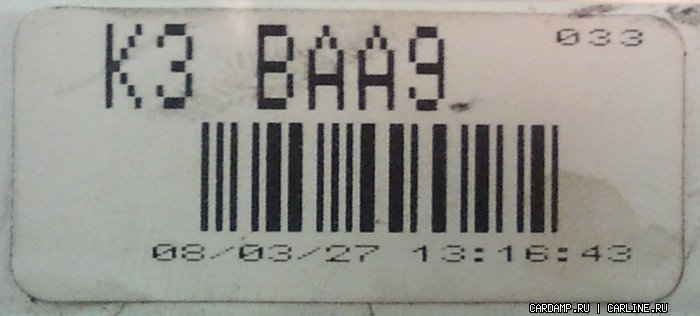 K3 BAA9
033
08/03/27 13:16:43
CARDAMP.RU | CARLINE.RU